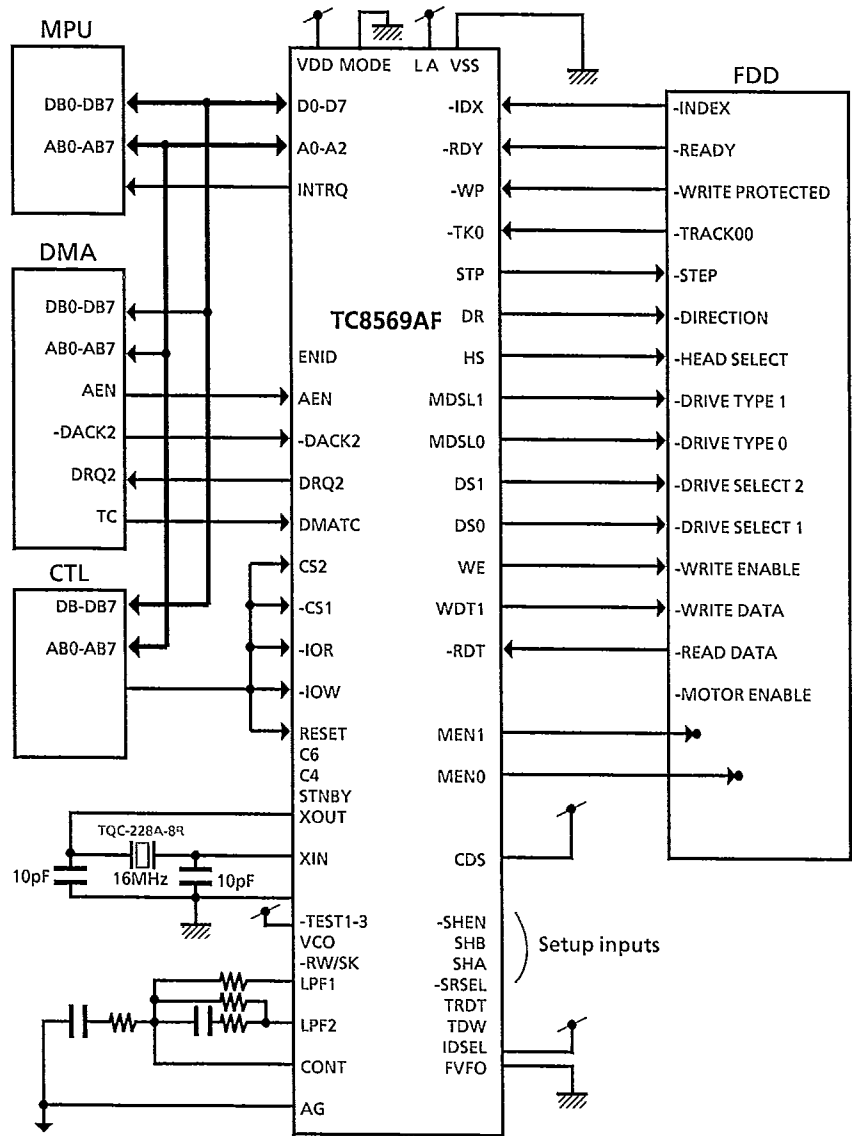 MPU
DB0-DB7
AB0-AB7
DMA
DB0-DB7
AB0-AB7
AEN
-DACK2
DRQ2
TC
CTL
DB-DB7
AB0-AB7
TQC-228A-8R
10pF
16MHz
10pF
VDD MODE LA VSS
TC8569AF
D0-D7
A0-A2
INTRQ
ENID
AEN
-DACK2
DRQ2
DMATC
CS2
-CS1
-IOR
-IOW
RESET
C6
C4
STNBY
XOUT
XIN
-TEST1-3
VCO
-RW/SK
LPF1
LPF2
CONT
AG
-IDX
-RDY
-WP
-TK0
STP
DR
HS
MDSL1
MDSL0
DS1
DS0
WE
WDT1
-RDT
MEN1
MEN0
CDS
-SHEN
SHB
SHA
-SRSEL
TRDT
TDW
IDSEL
FVFO
Setup inputs
FDD
-INDEX
-READY
-WRITE PROTECTED
-TRACK00
-STEP
-DIRECTION
-HEAD SELECT
-DRIVE TYPE 1
-DRIVE TYPE 0
-DRIVE SELECT 2
-DRIVE SELECT 1
-WRITE ENABLE
-WRITE DATA
-READ DATA
-MOTOR ENABLE